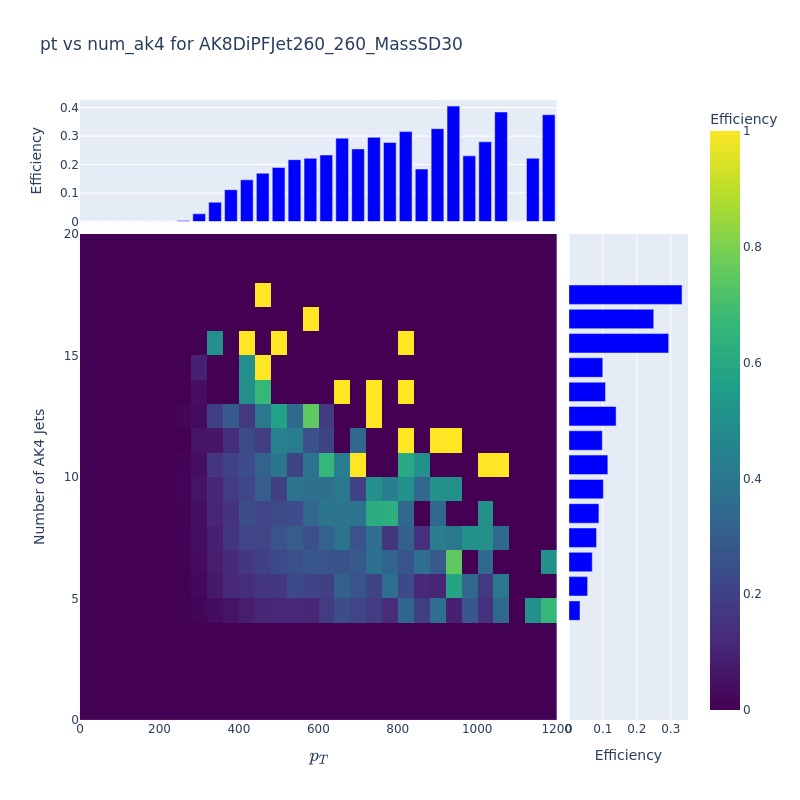 pt vs num_ak4 for AK8DiPFJet260_260_MassSD30
Efficiency
0.4
0.3
0.2
0.1
0
Efficiency
1
0.8
0.6
0.4
0.2
0
Number of AK4 Jets
20
15
10
5
0
0 200 400 600 800 1000 1200
p_T
0 0.1 0.2 0.3
Efficiency